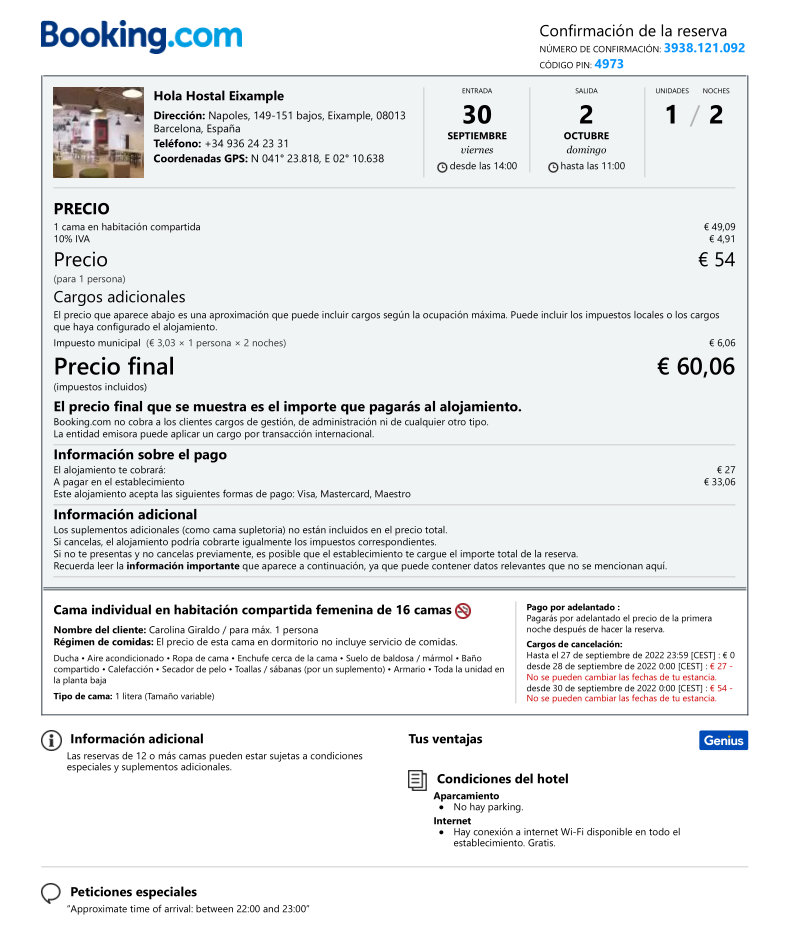 Booking.com
Confirmación de la reserva
NÚMERO DE CONFIRMACIÓN: 3938.121.092
CÓDIGO PIN: 4973
Hola Hostal Eixample
Dirección: Napoles, 149-151 bajos, Eixample, 08013
Barcelona, España
Teléfono: +34 936 24 23 31
Coordenadas GPS: N 041° 23.818, E 02° 10.638
ENTRADA
30
SEPTIEMBRE
viernes
desde las 14:00
SALIDA
2
OCTUBRE
domingo
hasta las 11:00
UNIDADES NOCHES
1 / 2
PRECIO
1 cama en habitación compartida € 49,09
10% IVA € 4,91
Precio € 54
(para 1 persona)
Cargos adicionales
El precio que aparece abajo es una aproximación que puede incluir cargos según la ocupación máxima. Puede incluir los impuestos locales o los cargos
que haya configurado el alojamiento.
Impuesto municipal (€ 3,03 × 1 persona × 2 noches) € 6,06
Precio final € 60,06
(impuestos incluidos)
El precio final que se muestra es el importe que pagarás al alojamiento.
Booking.com no cobra a los clientes cargos de gestión, de administración ni de cualquier otro tipo.
La entidad emisora puede aplicar un cargo por transacción internacional.
Información sobre el pago
El alojamiento te cobrará: € 27
A pagar en el establecimiento € 33,06
Este alojamiento acepta las siguientes formas de pago: Visa, Mastercard, Maestro
Información adicional
Los suplementos adicionales (como cama supletoria) no están incluidos en el precio total.
Si cancelas, el alojamiento podría cobrarte igualmente los impuestos correspondientes.
Si no te presentas y no cancelas previamente, es posible que el establecimiento te cargue el importe total de la reserva.
Recuerda leer la información importante que aparece a continuación, ya que puede contener datos relevantes que no se mencionan aquí.
Cama individual en habitación compartida femenina de 16 camas
Nombre del cliente: Carolina Giraldo / para máx. 1 persona
Régimen de comidas: El precio de esta cama en dormitorio no incluye servicio de comidas.
Ducha • Aire acondicionado • Ropa de cama • Enchufe cerca de la cama • Suelo de baldosa / mármol • Baño
compartido • Calefacción • Secador de pelo • Toallas / sábanas (por un suplemento) • Armario • Toda la unidad en
la planta baja
Tipo de cama: 1 litera (Tamaño variable)
Pago por adelantado :
Pagarás por adelantado el precio de la primera
noche después de hacer la reserva.
Cargos de cancelación:
Hasta el 27 de septiembre de 2022 23:59 [CEST] : € 0
desde 28 de septiembre de 2022 0:00 [CEST] : € 27 -
No se pueden cambiar las fechas de tu estancia.
desde 30 de septiembre de 2022 0:00 [CEST] : € 54 -
No se pueden cambiar las fechas de tu estancia.
Información adicional
Las reservas de 12 o más camas pueden estar sujetas a condiciones
especiales y suplementos adicionales.
Tus ventajas
Genius
Condiciones del hotel
Aparcamiento
• No hay parking.
Internet
• Hay conexión a internet Wi-Fi disponible en todo el
establecimiento. Gratis.
Peticiones especiales
"Approximate time of arrival: between 22:00 and 23:00"